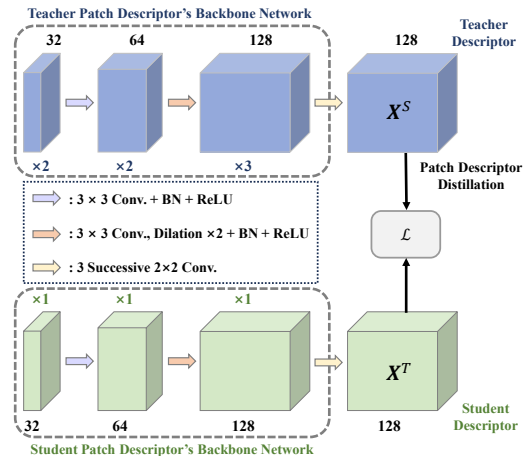 Teacher Patch Descriptor's Backbone Network
Teacher
Descriptor
32
64
128
128
X^S
×2
×2
×3
Patch Descriptor
Distillation
: 3 × 3 Conv. + BN + ReLU
: 3 × 3 Conv., Dilation ×2 + BN + ReLU
: 3 Successive 2×2 Conv.
ℒ
×1
×1
×1
X^T
32
64
128
128
Student
Descriptor
Student Patch Descriptor's Backbone Network